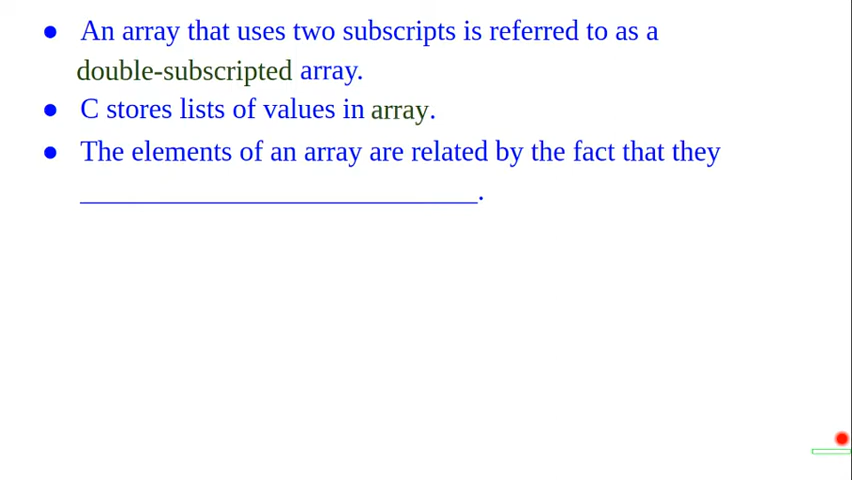 ● An array that uses two subscripts is referred to as a
double-subscripted array.
● C stores lists of values in array.
● The elements of an array are related by the fact that they
____________________________.